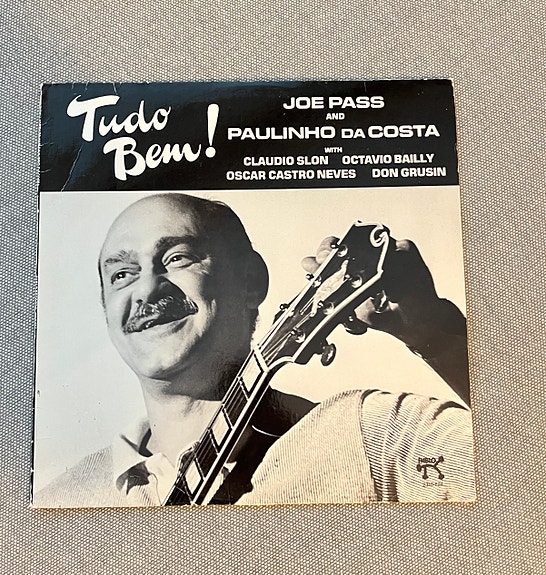 Tudo
Bem!
JOE PASS
AND
PAULINHO DA COSTA
WITH
CLAUDIO SLON OCTAVIO BAILLY
OSCAR CASTRO NEVES DON GRUSIN
PABLO